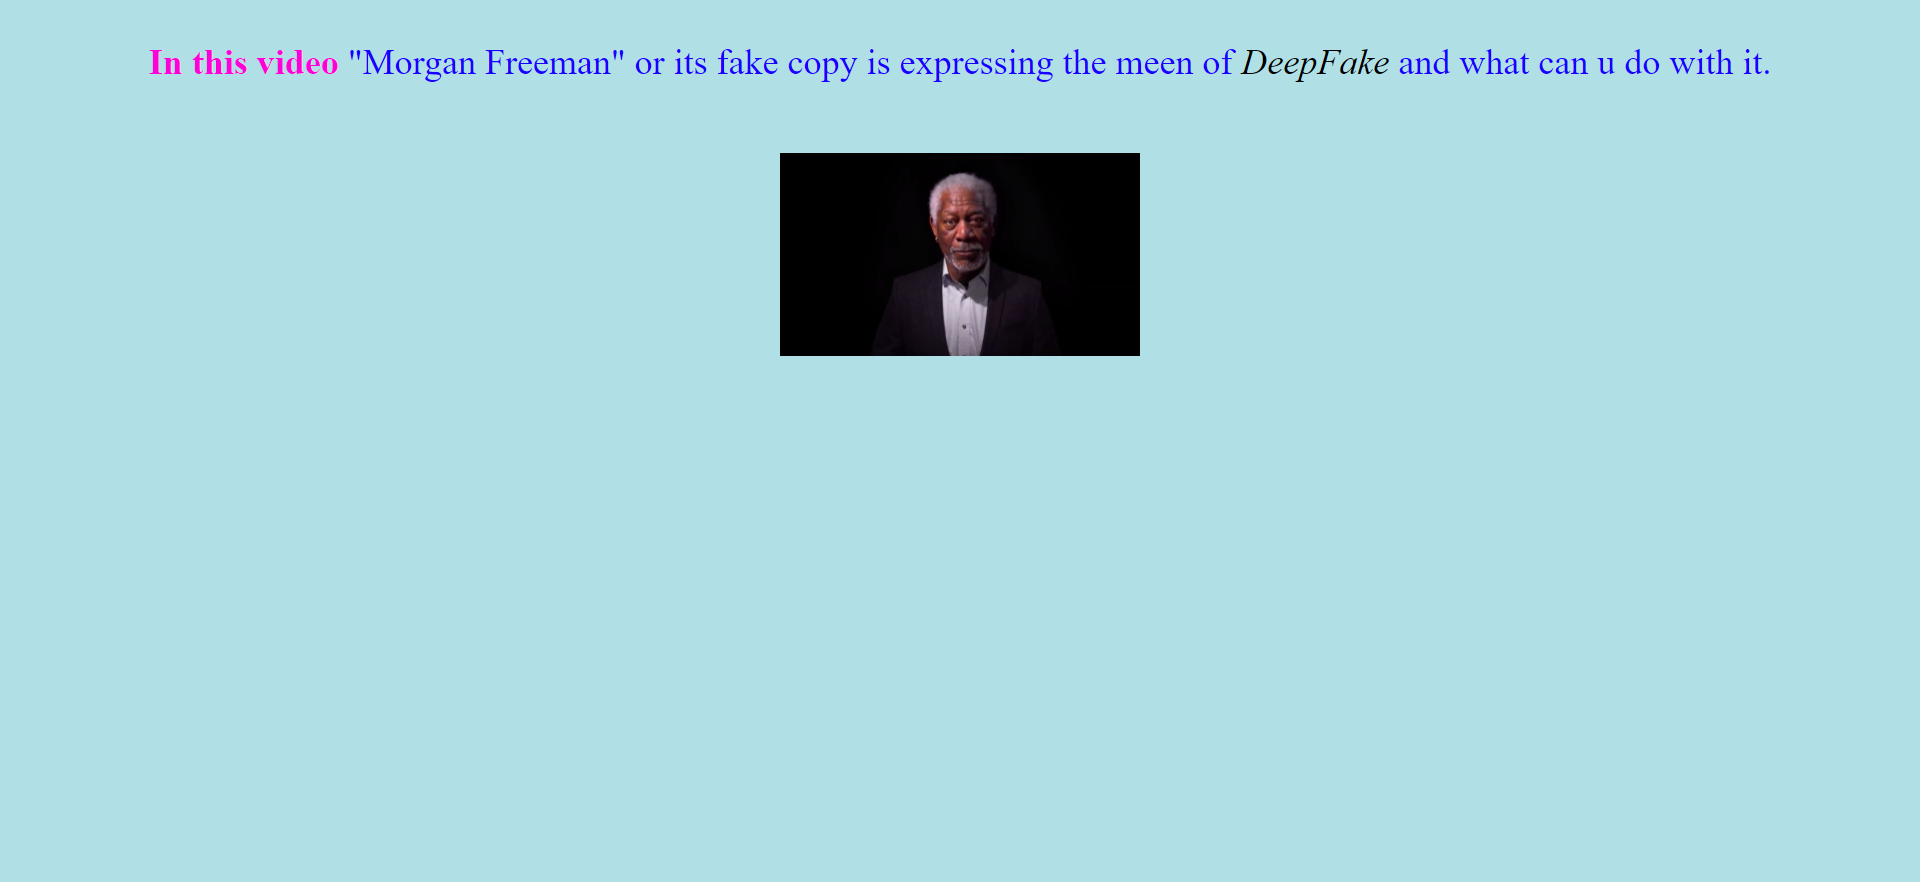 In this video "Morgan Freeman" or its fake copy is expressing the meen of DeepFake and what can u do with it.